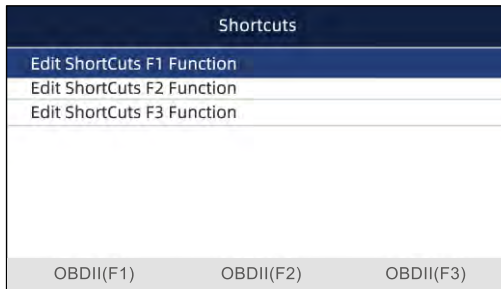 Shortcuts
Edit ShortCuts F1 Function
Edit ShortCuts F2 Function
Edit ShortCuts F3 Function
OBDII(F1) OBDII(F2) OBDII(F3)